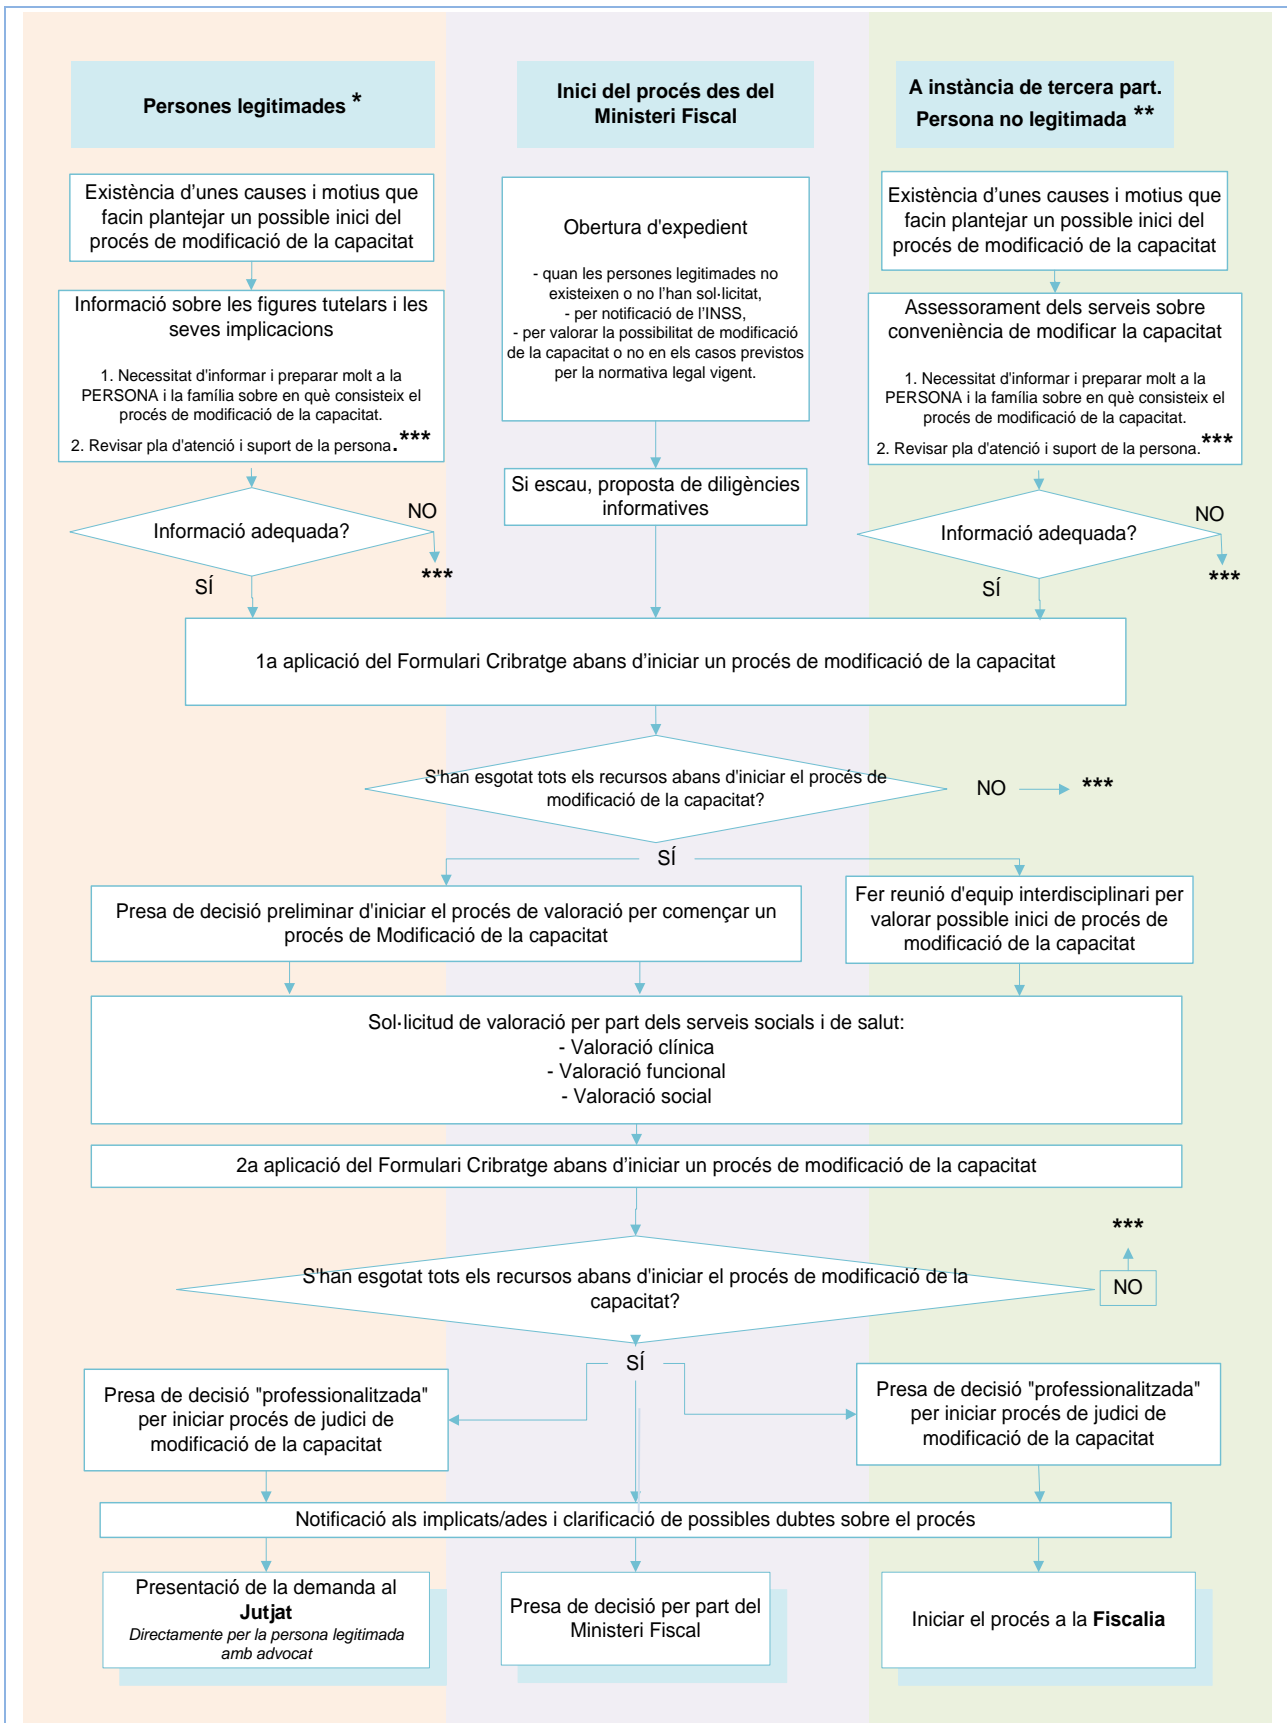 Persones legitimades *
Inici del procés des del
Ministeri Fiscal
A instància de tercera part.
Persona no legitimada **
Existència d'unes causes i motius que
facin plantejar un possible inici del
procés de modificació de la capacitat
Informació sobre les figures tutelars i les
seves implicacions
1. Necessitat d'informar i preparar molt a la
PERSONA i la família sobre en què consisteix el
procés de modificació de la capacitat.
2. Revisar pla d'atenció i suport de la persona.***
Informació adequada?
NO
***
SÍ
Obertura d'expedient
- quan les persones legitimades no
existeixen o no l'han sol·licitat,
- per notificació de l'INSS,
- per valorar la possibilitat de modificació
de la capacitat o no en els casos previstos
per la normativa legal vigent.
Si escau, proposta de diligències
informatives
Existència d'unes causes i motius que
facin plantejar un possible inici del
procés de modificació de la capacitat
Assessorament dels serveis sobre
conveniència de modificar la capacitat
1. Necessitat d'informar i preparar molt a la
PERSONA i la família sobre en què consisteix el
procés de modificació de la capacitat.
2. Revisar pla d'atenció i suport de la persona.***
Informació adequada?
NO
***
SÍ
1a aplicació del Formulari Cribratge abans d'iniciar un procés de modificació de la capacitat
S'han esgotat tots els recursos abans d'iniciar el procés de
modificació de la capacitat?
NO
***
SÍ
Presa de decisió preliminar d'iniciar el procés de valoració per començar un
procés de Modificació de la capacitat
Fer reunió d'equip interdisciplinari per
valorar possible inici de procés de
modificació de la capacitat
Sol·licitud de valoració per part dels serveis socials i de salut:
- Valoració clínica
- Valoració funcional
- Valoració social
2a aplicació del Formulari Cribratge abans d'iniciar un procés de modificació de la capacitat
***
S'han esgotat tots els recursos abans d'iniciar el procés de modificació de la
capacitat?
NO
SÍ
Presa de decisió "professionalitzada"
per iniciar procés de judici de
modificació de la capacitat
Presa de decisió "professionalitzada"
per iniciar procés de judici de
modificació de la capacitat
Notificació als implicats/ades i clarificació de possibles dubtes sobre el procés
Presentació de la demanda al
Jutjat
Directamente per la persona legitimada
amb advocat
Presa de decisió per part del
Ministeri Fiscal
Iniciar el procés a la Fiscalia